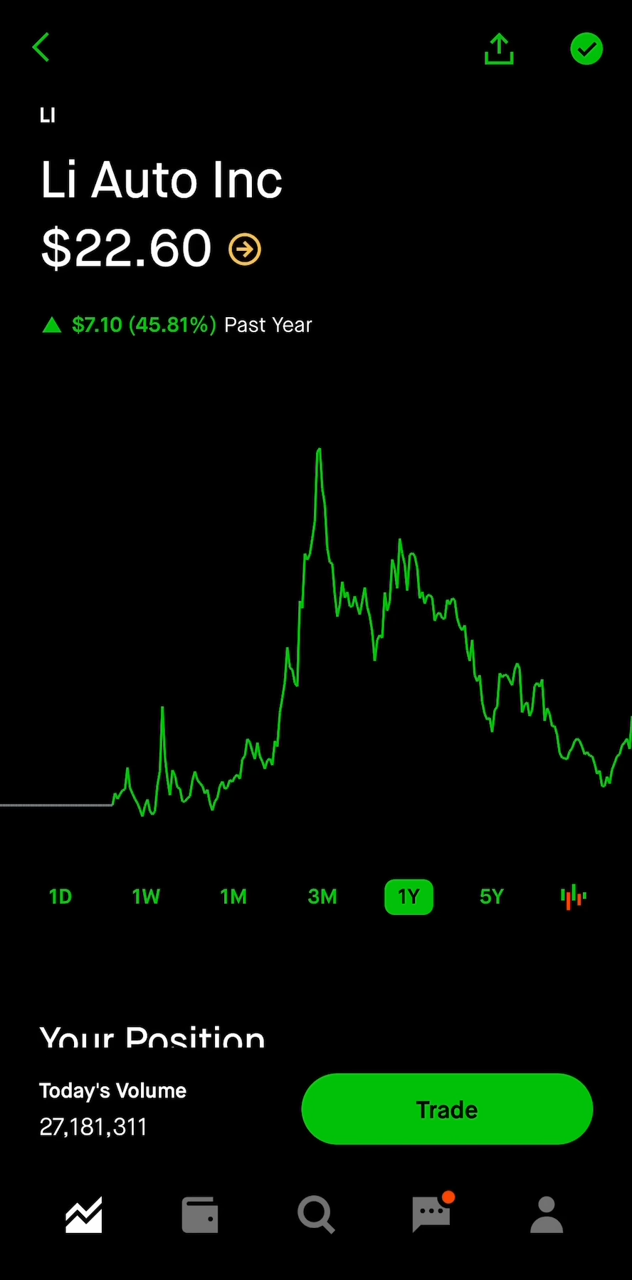 LI
Li Auto Inc
$22.60
$7.10 (45.81%) Past Year
1D 1W 1M 3M 1Y 5Y
Your Position
Today's Volume
27,181,311
Trade